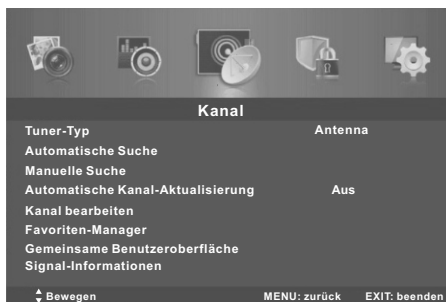 Kanal
Tuner-Typ Antenna
Automatische Suche
Manuelle Suche
Automatische Kanal-Aktualisierung Aus
Kanal bearbeiten
Favoriten-Manager
Gemeinsame Benutzeroberfläche
Signal-Informationen
Bewegen MENU: zurück EXIT: beenden